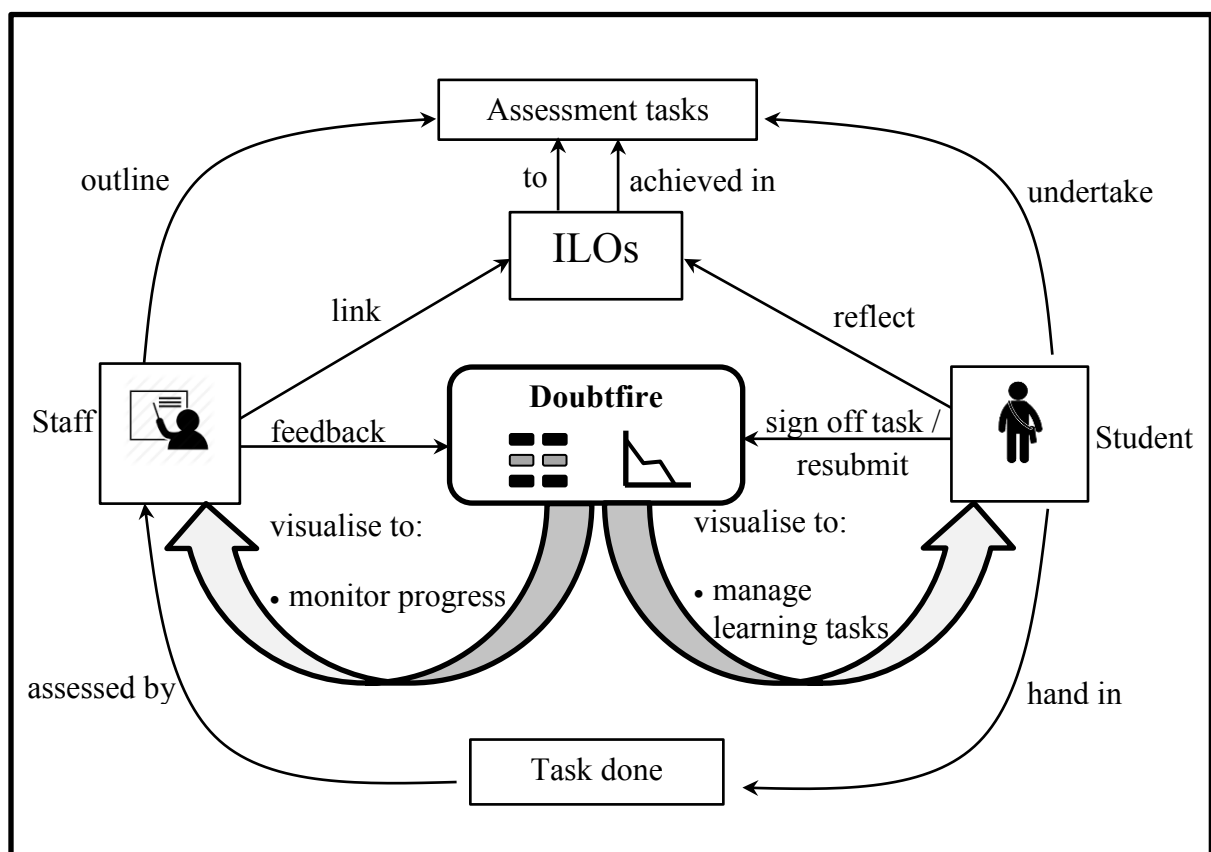 Assessment tasks
outline
to
achieved in
undertake
ILOs
link
reflect
Staff
feedback
Doubtfire
sign off task /
resubmit
Student
visualise to:
• monitor progress
visualise to:
• manage
learning tasks
assessed by
hand in
Task done